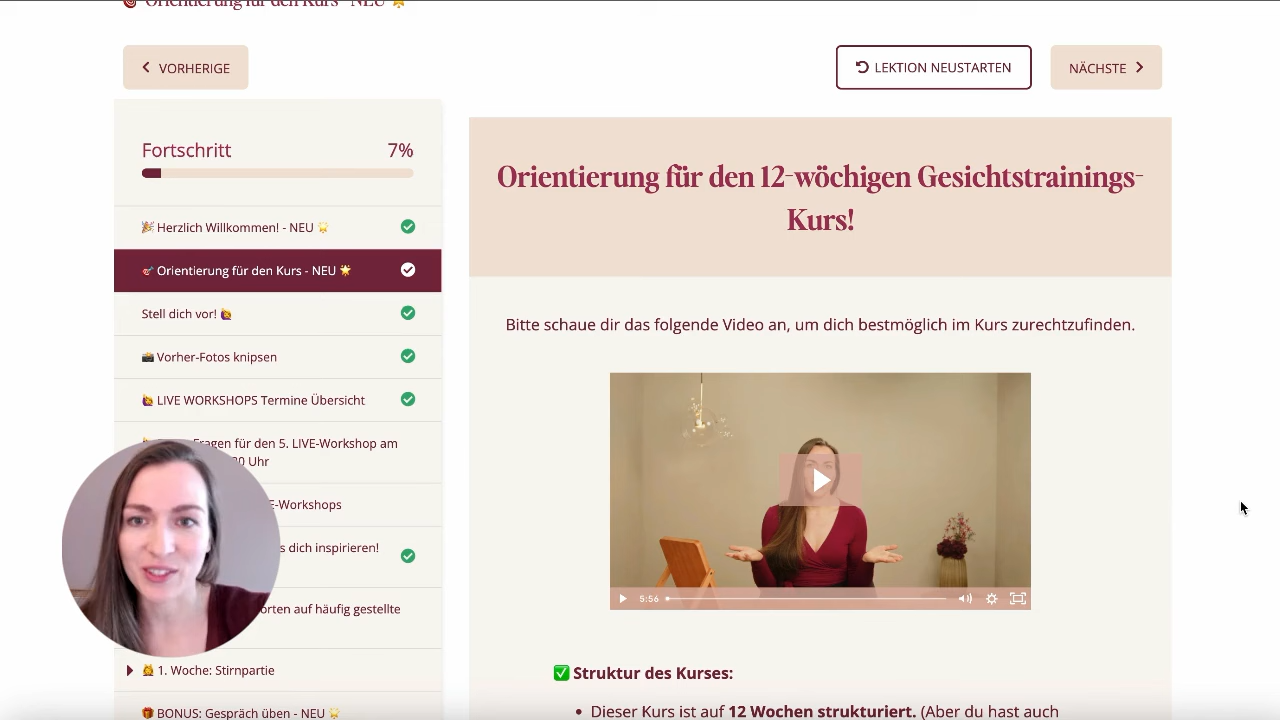 Orientierung für den Kurs - NEU
VORHERIGE
LEKTION NEUSTARTEN
NÄCHSTE
Fortschritt 7%
Herzlich Willkommen! - NEU
Orientierung für den Kurs - NEU
Stell dich vor!
Vorher-Fotos knipsen
LIVE WORKSHOPS Termine Übersicht
Fragen für den 5. LIVE-Workshop am
Uhr
E-Workshops
dich inspirieren!
orten auf häufig gestellte
1. Woche: Stirnpartie
BONUS: Gespräch üben - NEU
Orientierung für den 12-wöchigen Gesichtstrainings-
Kurs!
Bitte schaue dir das folgende Video an, um dich bestmöglich im Kurs zurechtzufinden.
5:56
Struktur des Kurses:
• Dieser Kurs ist auf 12 Wochen strukturiert. (Aber du hast auch